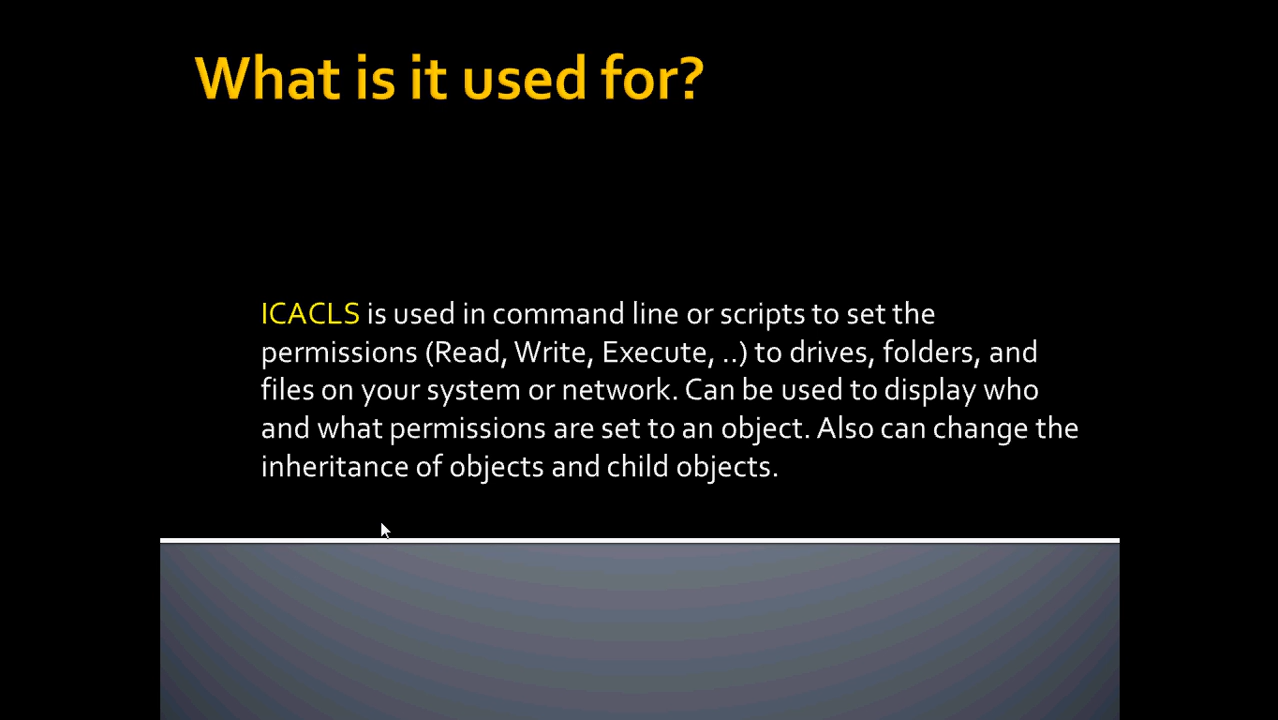 What is it used for?
ICACLS is used in command line or scripts to set the
permissions (Read, Write, Execute, ..) to drives, folders, and
files on your system or network. Can be used to display who
and what permissions are set to an object. Also can change the
inheritance of objects and child objects.